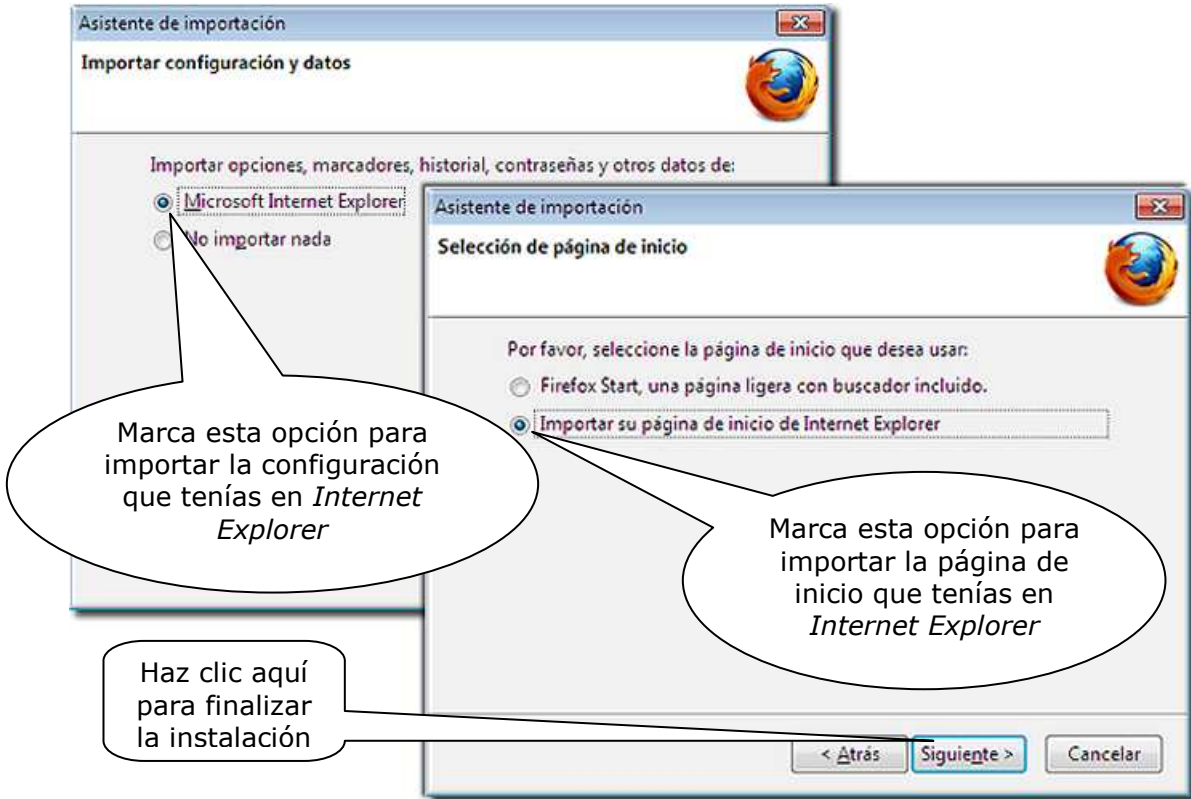 Asistente de importación
Importar configuración y datos
Importar opciones, marcadores, historial, contraseñas y otros datos de:
Microsoft Internet Explorer
No importar nada
Marca esta opción para
importar la configuración
que tenías en Internet
Explorer
Asistente de importación
Selección de página de inicio
Por favor, seleccione la página de inicio que desea usar:
Firefox Start, una página ligera con buscador incluido.
Importar su página de inicio de Internet Explorer
Marca esta opción para
importar la página de
inicio que tenías en
Internet Explorer
Haz clic aquí
para finalizar
la instalación
< Atrás
Siguiente >
Cancelar